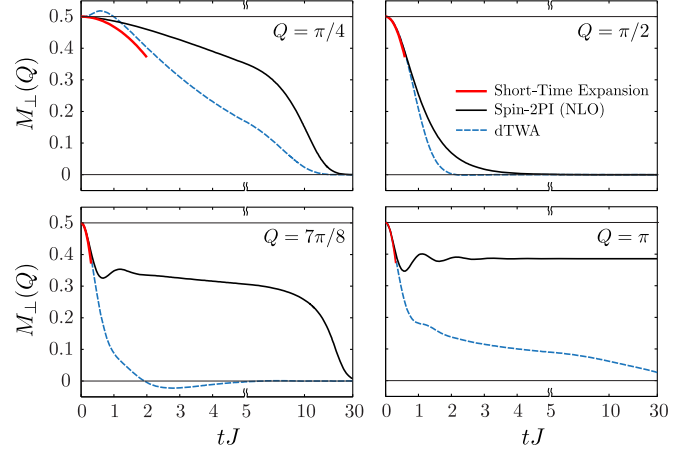 0.5
0.4
0.3
0.2
0.1
0
M⊥(Q)
Q = π/4
Q = π/2
Short-Time Expansion
Spin-2PI (NLO)
dTWA
0.5
0.4
0.3
0.2
0.1
0
M⊥(Q)
Q = 7π/8
Q = π
0 1 2 3 4 5 10 30
0 1 2 3 4 5 10 30
tJ
tJ